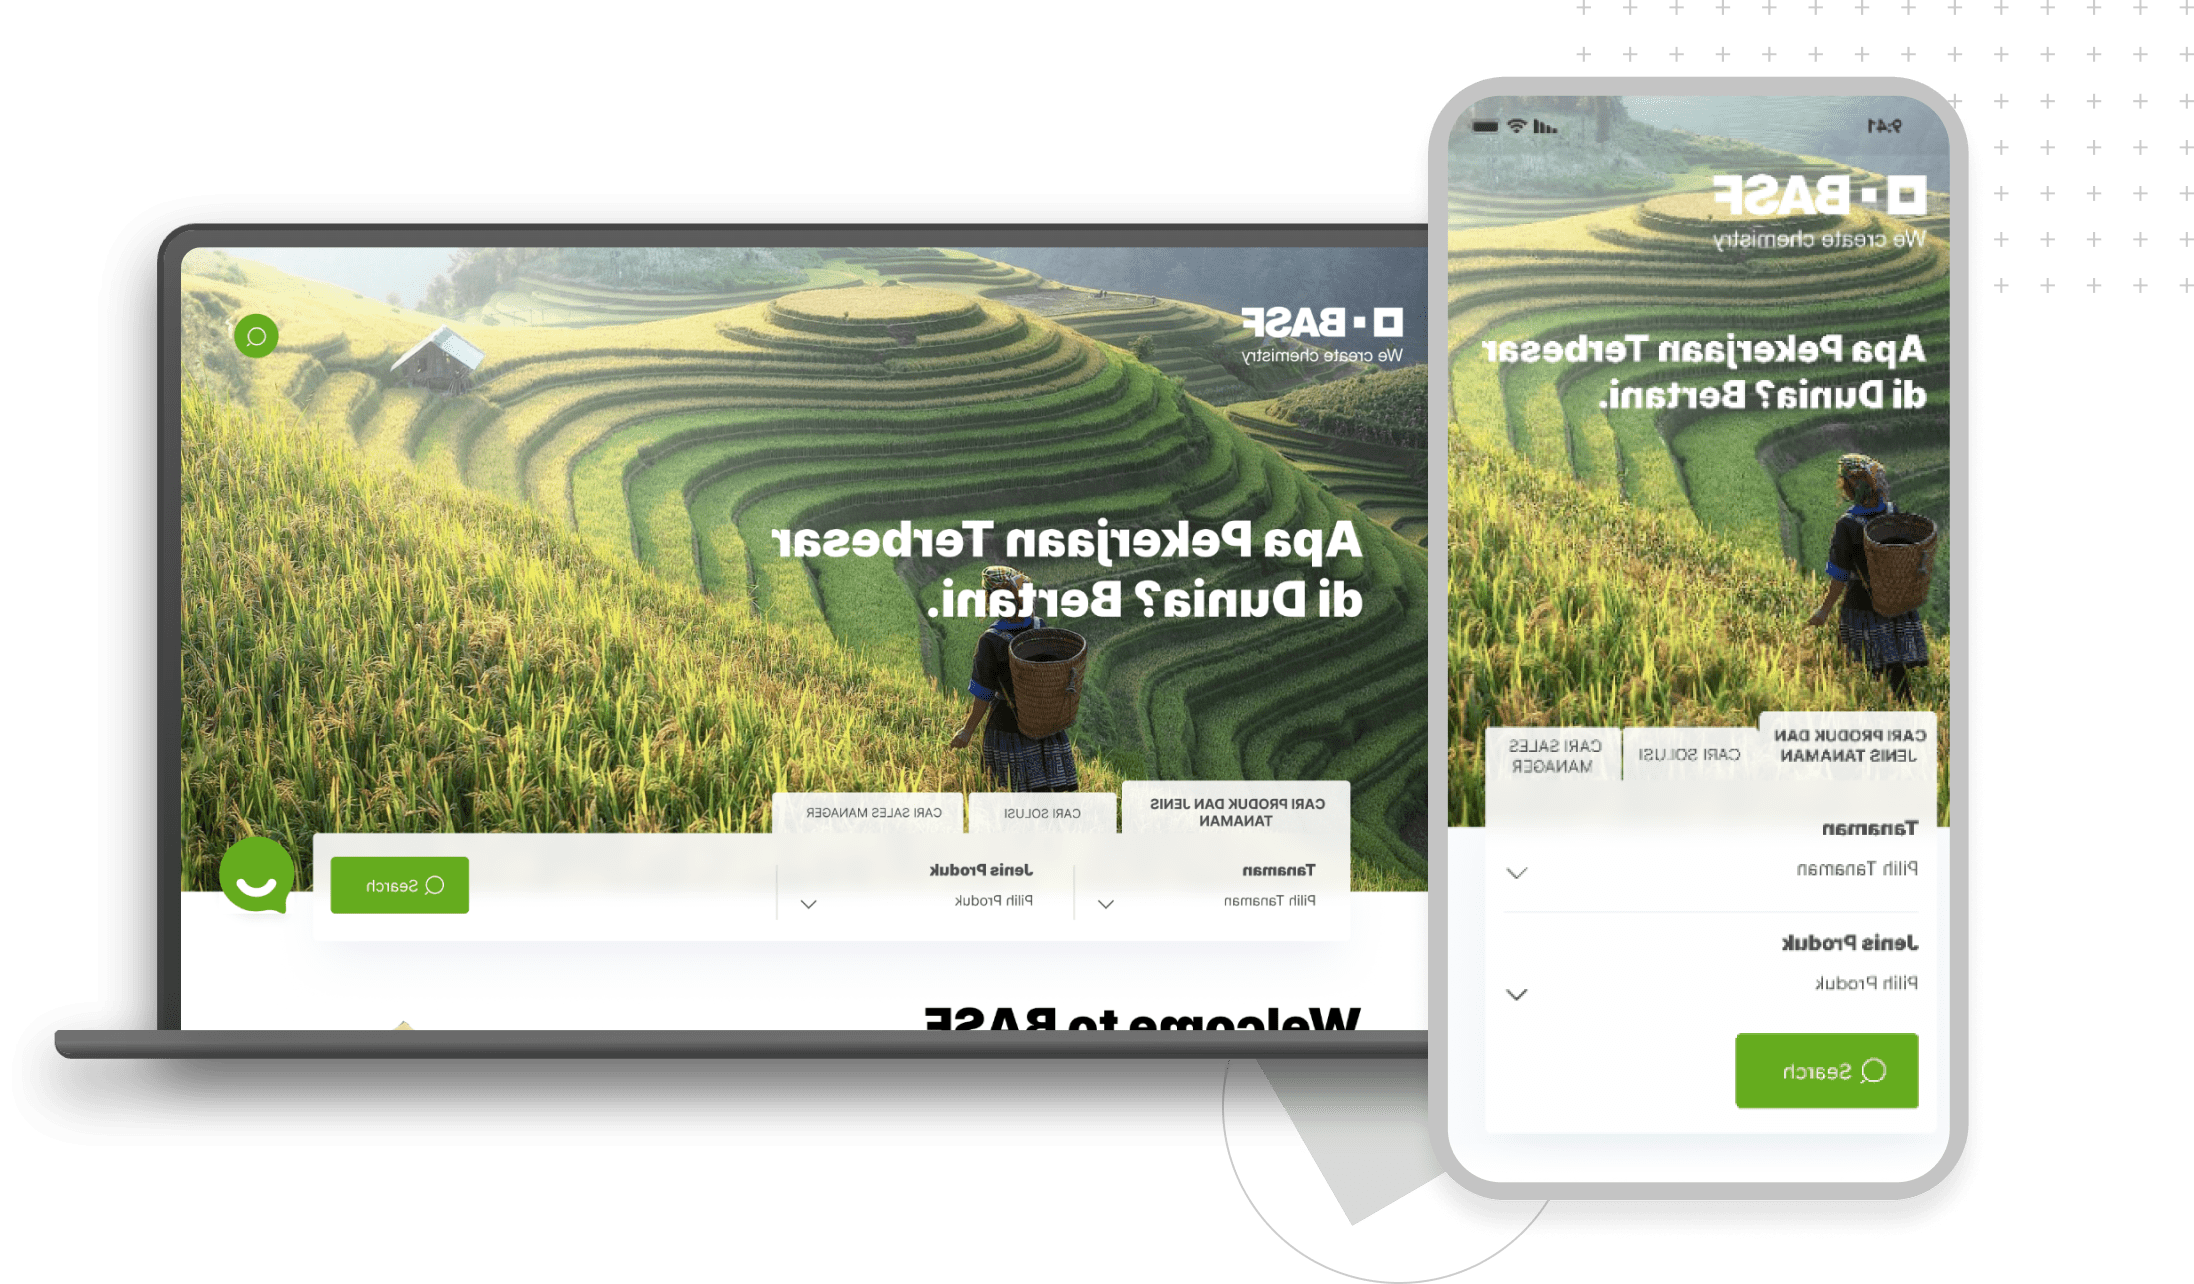 BASF
We create chemistry
Apa Pekerjaan Terbesar
di Dunia? Bertani.
CARI PRODUK DAN JENIS
TANAMAN
CARI SOLUSI
CARI SALES MANAGER
Tanaman
Pilih Tanaman
Jenis Produk
Pilih Produk
Search
Welcome to BASF
9:41
BASF
We create chemistry
Apa Pekerjaan Terbesar
di Dunia? Bertani.
CARI PRODUK DAN
JENIS TANAMAN
CARI SOLUSI
CARI SALES
MANAGER
Tanaman
Pilih Tanaman
Jenis Produk
Pilih Produk
Search